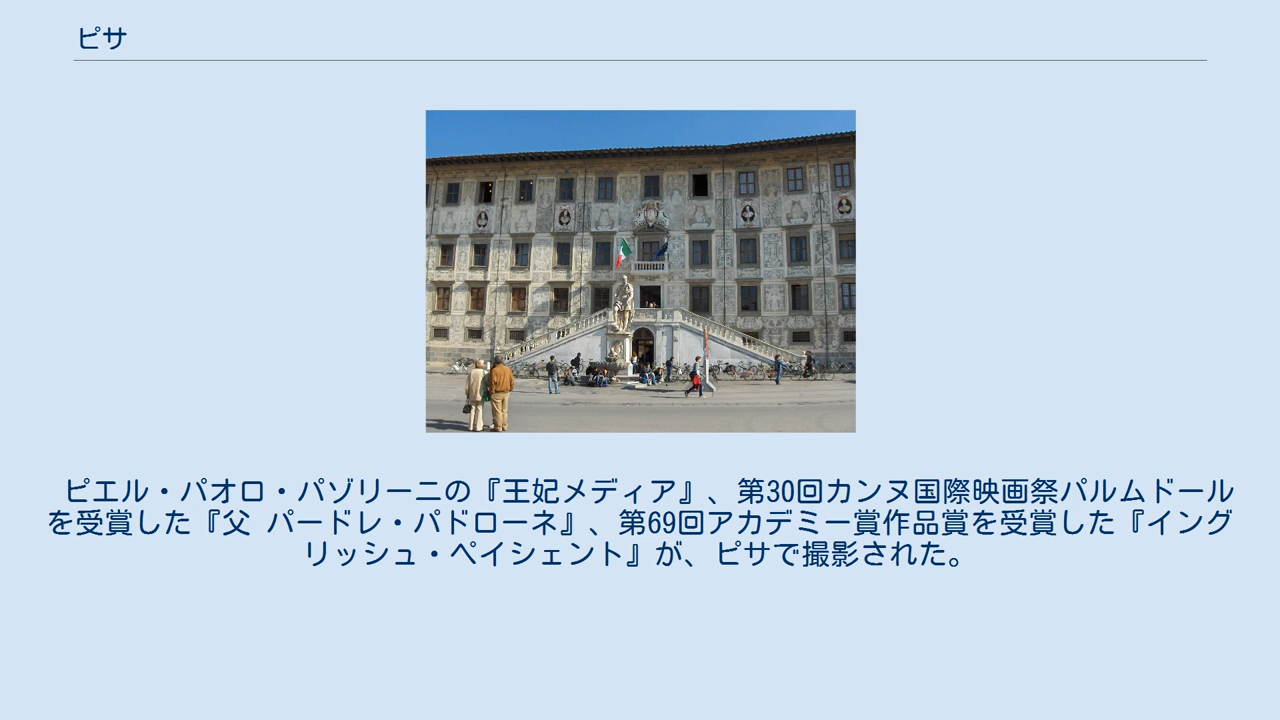 ピサ
ピエル・パオロ・パゾリーニの『王妃メディア』、第30回カンヌ国際映画祭パルムドール
を受賞した『父 パードレ・パドローネ』、第69回アカデミー賞作品賞を受賞した『イング
リッシュ・ペイシェント』が、ピサで撮影された。